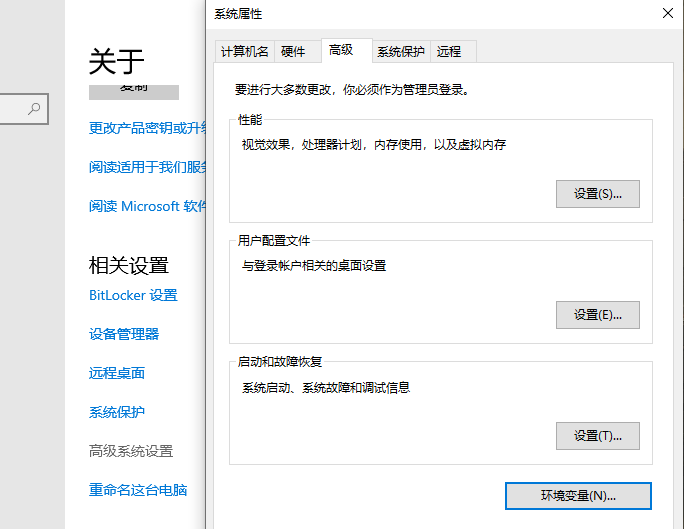 关于
复制
更改产品密钥或升级
阅读适用于我们服务
阅读 Microsoft 软件
相关设置
BitLocker 设置
设备管理器
远程桌面
系统保护
高级系统设置
重命名这台电脑
系统属性
计算机名 硬件 高级 系统保护 远程
要进行大多数更改，你必须作为管理员登录。
性能
视觉效果，处理器计划，内存使用，以及虚拟内存
设置(S)...
用户配置文件
与登录帐户相关的桌面设置
设置(E)...
启动和故障恢复
系统启动、系统故障和调试信息
设置(T)...
环境变量(N)...